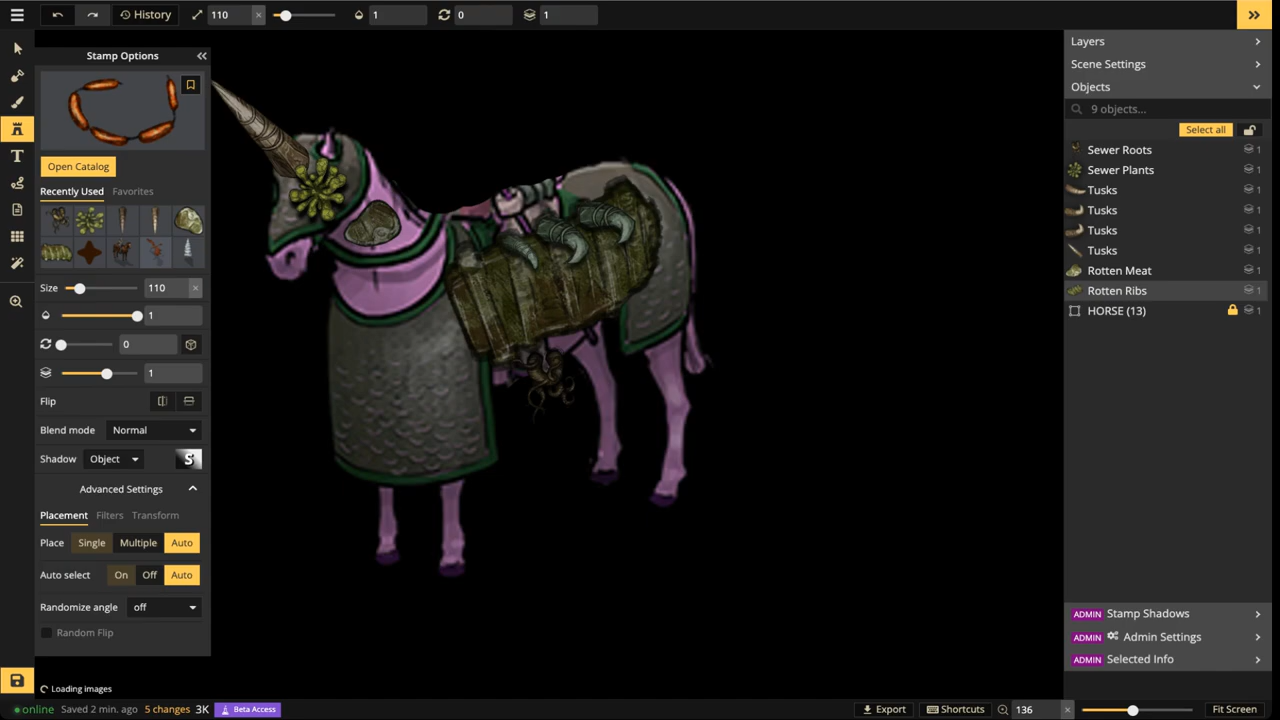 History
110
×
1
0
1
Stamp Options
Open Catalog
Recently Used
Favorites
Size
110
×
1
0
1
Flip
Blend mode
Normal
Shadow
Object
S
Advanced Settings
Placement
Filters
Transform
Place
Single
Multiple
Auto
Auto select
On
Off
Auto
Randomize angle
off
Random Flip
Loading images
Layers
Scene Settings
Objects
9 objects...
Select all
Sewer Roots 1
Sewer Plants 1
Tusks 1
Tusks 1
Tusks 1
Tusks 1
Rotten Meat 1
Rotten Ribs 1
HORSE (13) 1
ADMIN Stamp Shadows
ADMIN Admin Settings
ADMIN Selected Info
online
Saved 2 min. ago
5 changes
3K
Beta Access
Export
Shortcuts
136
×
Fit Screen